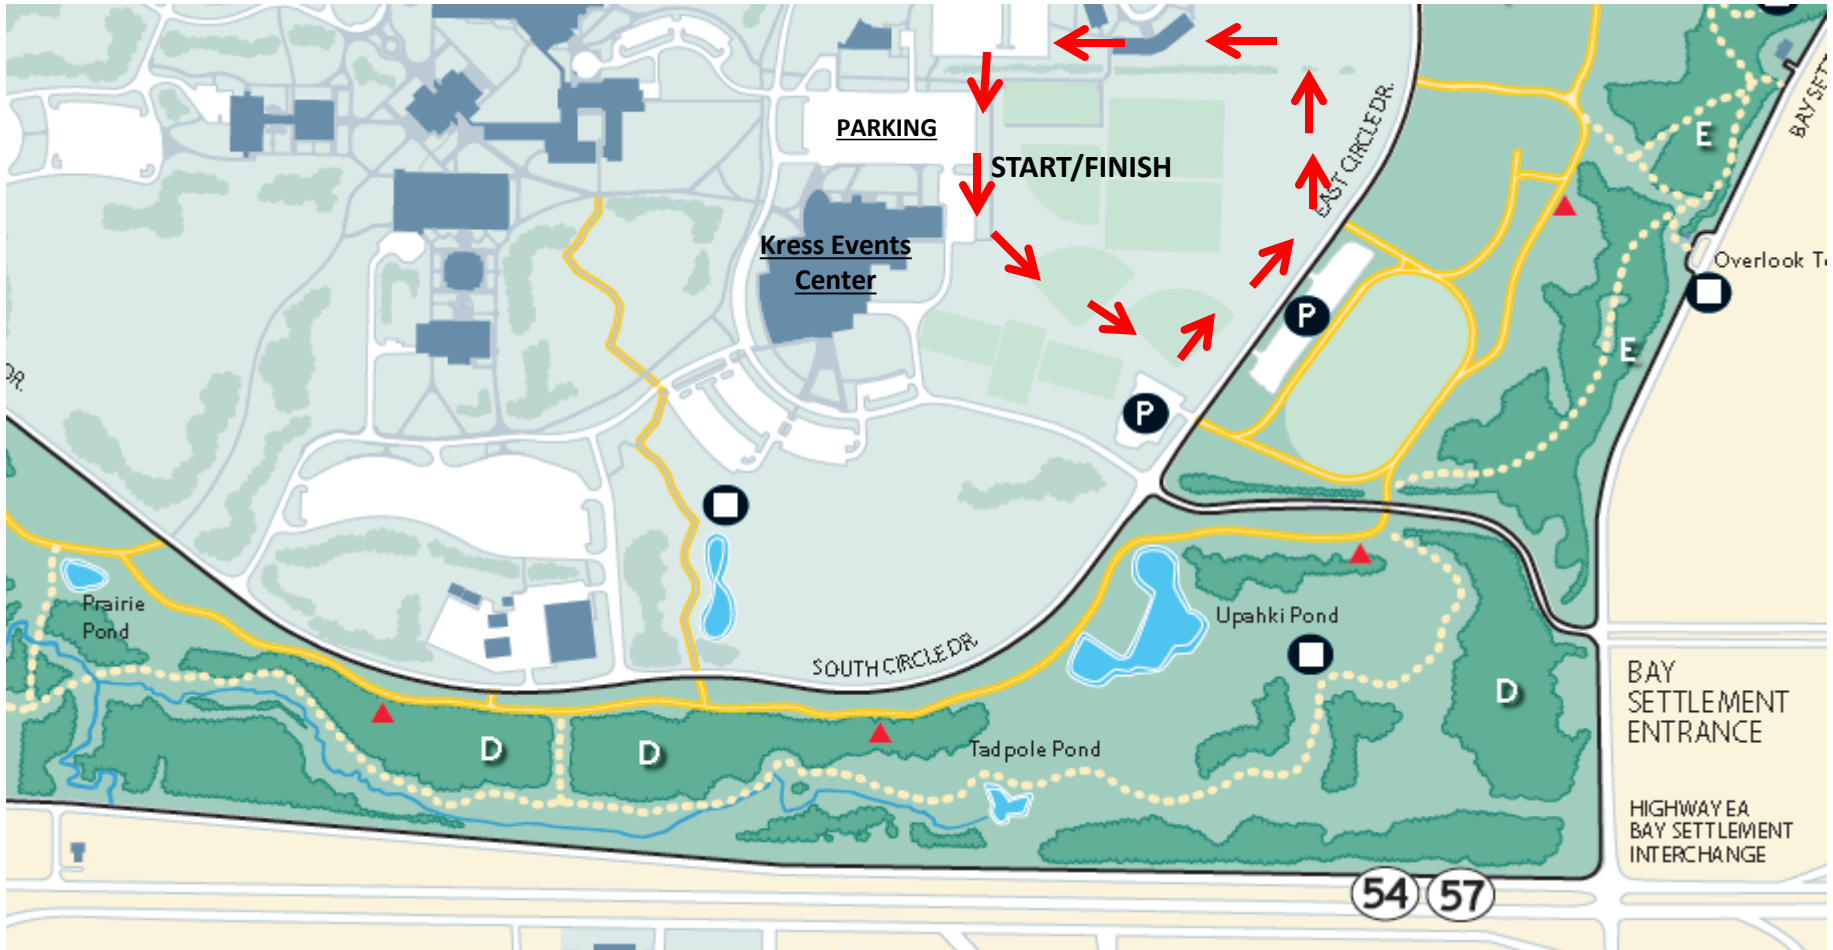 PARKING
START/FINISH
EAST CIRCLE DR.
E
Kress Events
Center
P
P
E
D
D
D
Prairie
Pond
SOUTH CIRCLE DR
Upahki Pond
Tadpole Pond
Overlook
DR.
BAY
BAY
SETTLEMENT
ENTRANCE
HIGHWAY EA
BAY SETTLEMENT
INTERCHANGE
54
57